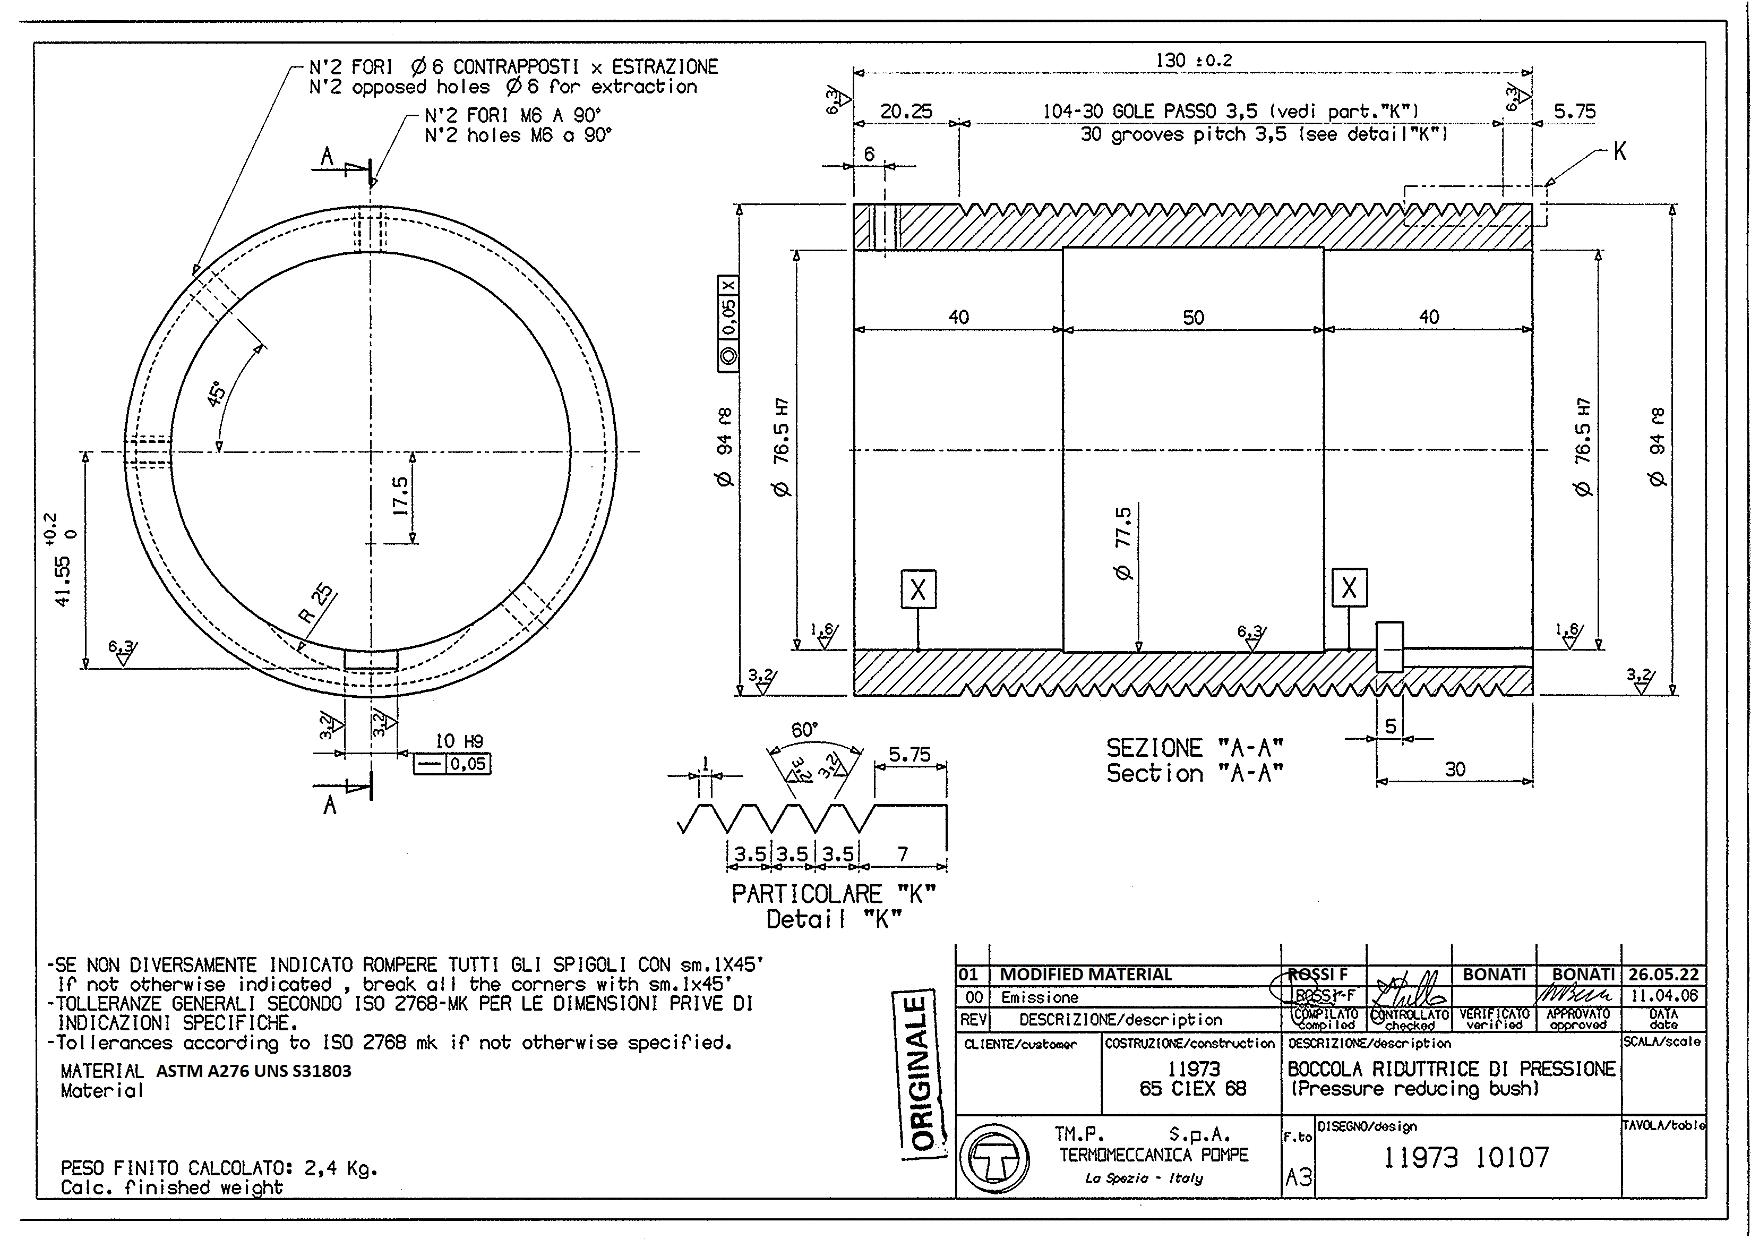 N'2 FORI Ø 6 CONTRAPPOSTI x ESTRAZIONE
N'2 opposed holes Ø 6 for extraction
N'2 FORI M6 A 90°
N'2 holes M6 a 90°
A
45°
17.5
R 25
41.55 +0.2 0
6,3
3,2
3,2
10 H9
0,05
A
130 ±0.2
6,3
6,3
20.25
104-30 GOLE PASSO 3,5 (vedi part."K")
30 grooves pitch 3,5 (see detail"K")
5.75
6
K
0,05 X
40
50
40
Ø 94 f8
Ø 76.5 H7
Ø 77.5
Ø 76.5 H7
Ø 94 f8
X
X
1,6
6,3
1,6
3,2
3,2
5
30
SEZIONE "A-A"
Section "A-A"
60°
1
3,2
3,2
5.75
3.5
3.5
3.5
7
PARTICOLARE "K"
Detail "K"
-SE NON DIVERSAMENTE INDICATO ROMPERE TUTTI GLI SPIGOLI CON sm.1X45'
If not otherwise indicated , break all the corners with sm.1x45'
-TOLLERANZE GENERALI SECONDO ISO 2768-MK PER LE DIMENSIONI PRIVE DI
INDICAZIONI SPECIFICHE.
-Tollerances according to ISO 2768 mk if not otherwise specified.
MATERIAL ASTM A276 UNS S31803
Material
PESO FINITO CALCOLATO: 2,4 Kg.
Calc. finished weight
ORIGINALE
01 MODIFIED MATERIAL ROSSI F BONATI BONATI 26.05.22
00 Emissione ROSSI-F 11.04.06
REV DESCRIZIONE/description COMPILATO compiled CONTROLLATO checked VERIFICATO verified APPROVATO approved DATA date
CLIENTE/customer COSTRUZIONE/construction DESCRIZIONE/description SCALA/scale
11973
65 CIEX 68
BOCCOLA RIDUTTRICE DI PRESSIONE
(Pressure reducing bush)
TM.P. S.p.A.
TERMOMECCANICA POMPE
La Spezia - Italy
F.to
A3
DISEGNO/design
11973 10107
TAVOLA/table